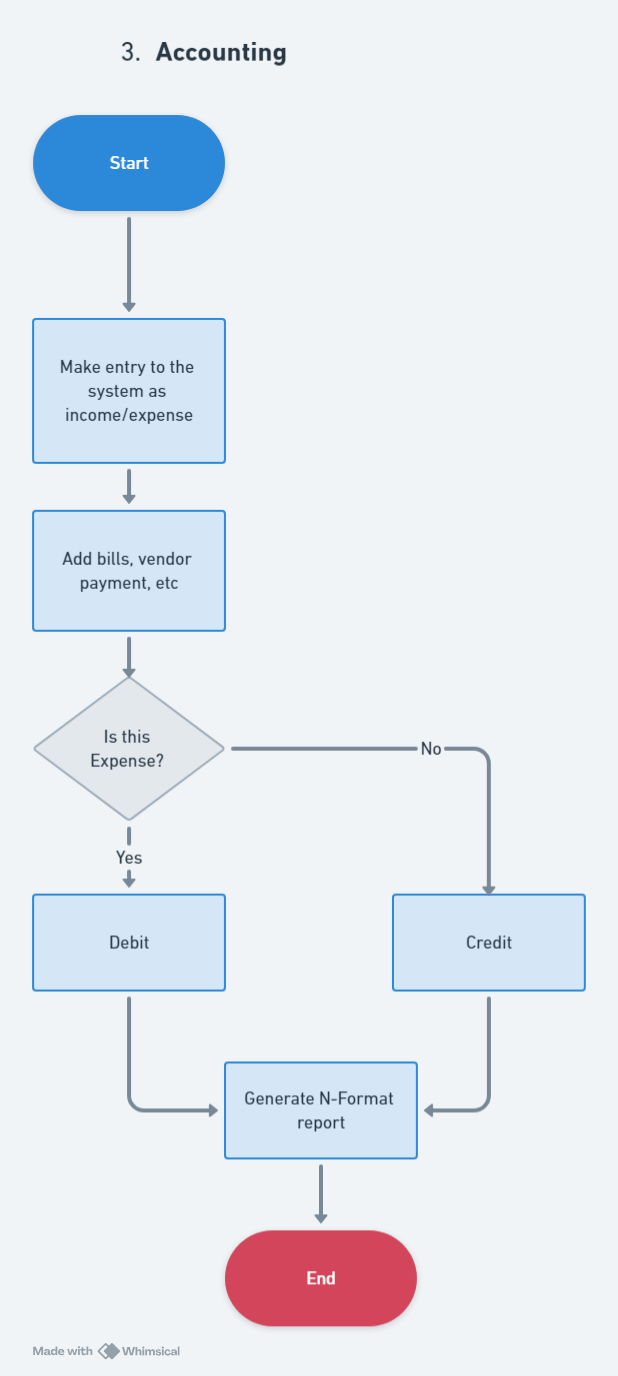 3. Accounting
Start
Make entry to the
system as
income/expense
Add bills, vendor
payment, etc
Is this
Expense?
No
Yes
Debit
Credit
Generate N-Format
report
End
Made with Whimsical